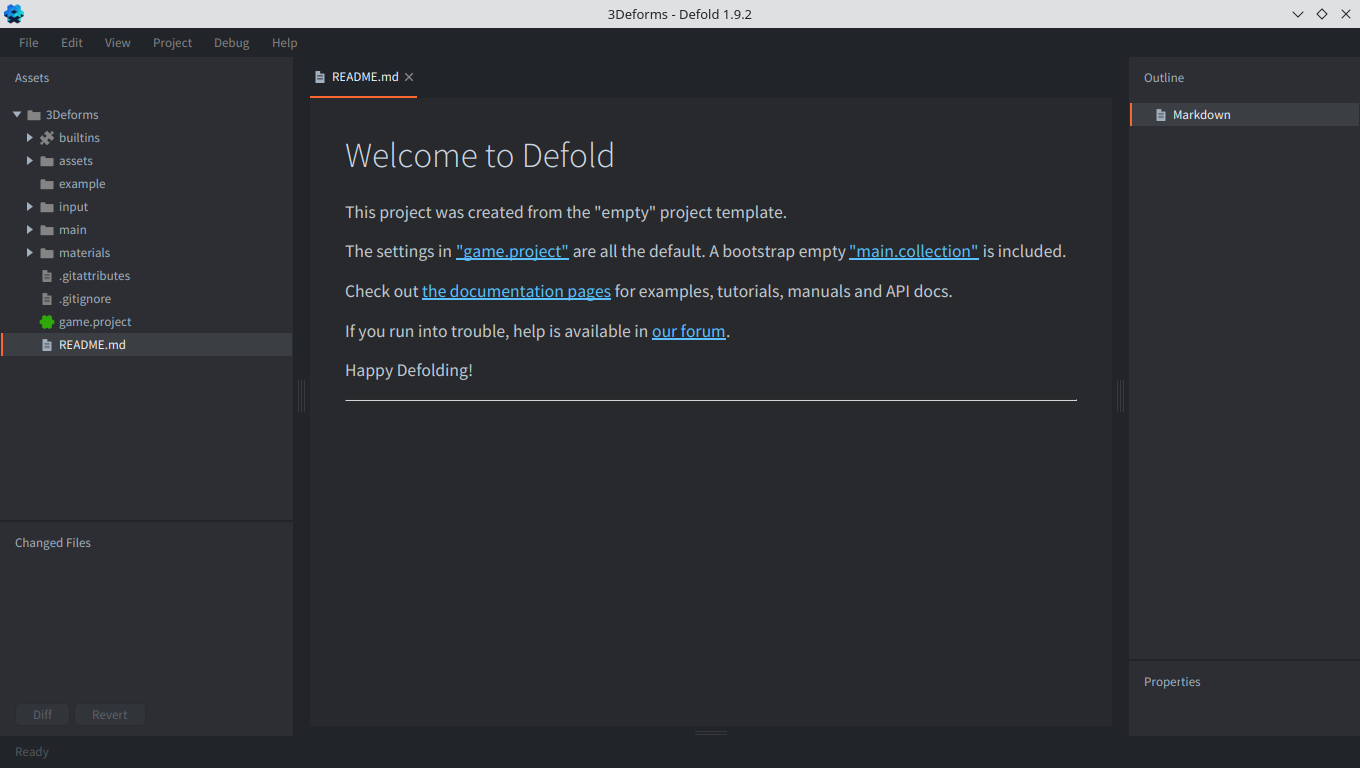 3Deforms - Defold 1.9.2
File Edit View Project Debug Help
Assets
3Deforms
builtins
assets
example
input
main
materials
.gitattributes
.gitignore
game.project
README.md
Changed Files
Diff Revert
Ready
README.md
Welcome to Defold
This project was created from the "empty" project template.
The settings in "game.project" are all the default. A bootstrap empty "main.collection" is included.
Check out the documentation pages for examples, tutorials, manuals and API docs.
If you run into trouble, help is available in our forum.
Happy Defolding!
Outline
Markdown
Properties